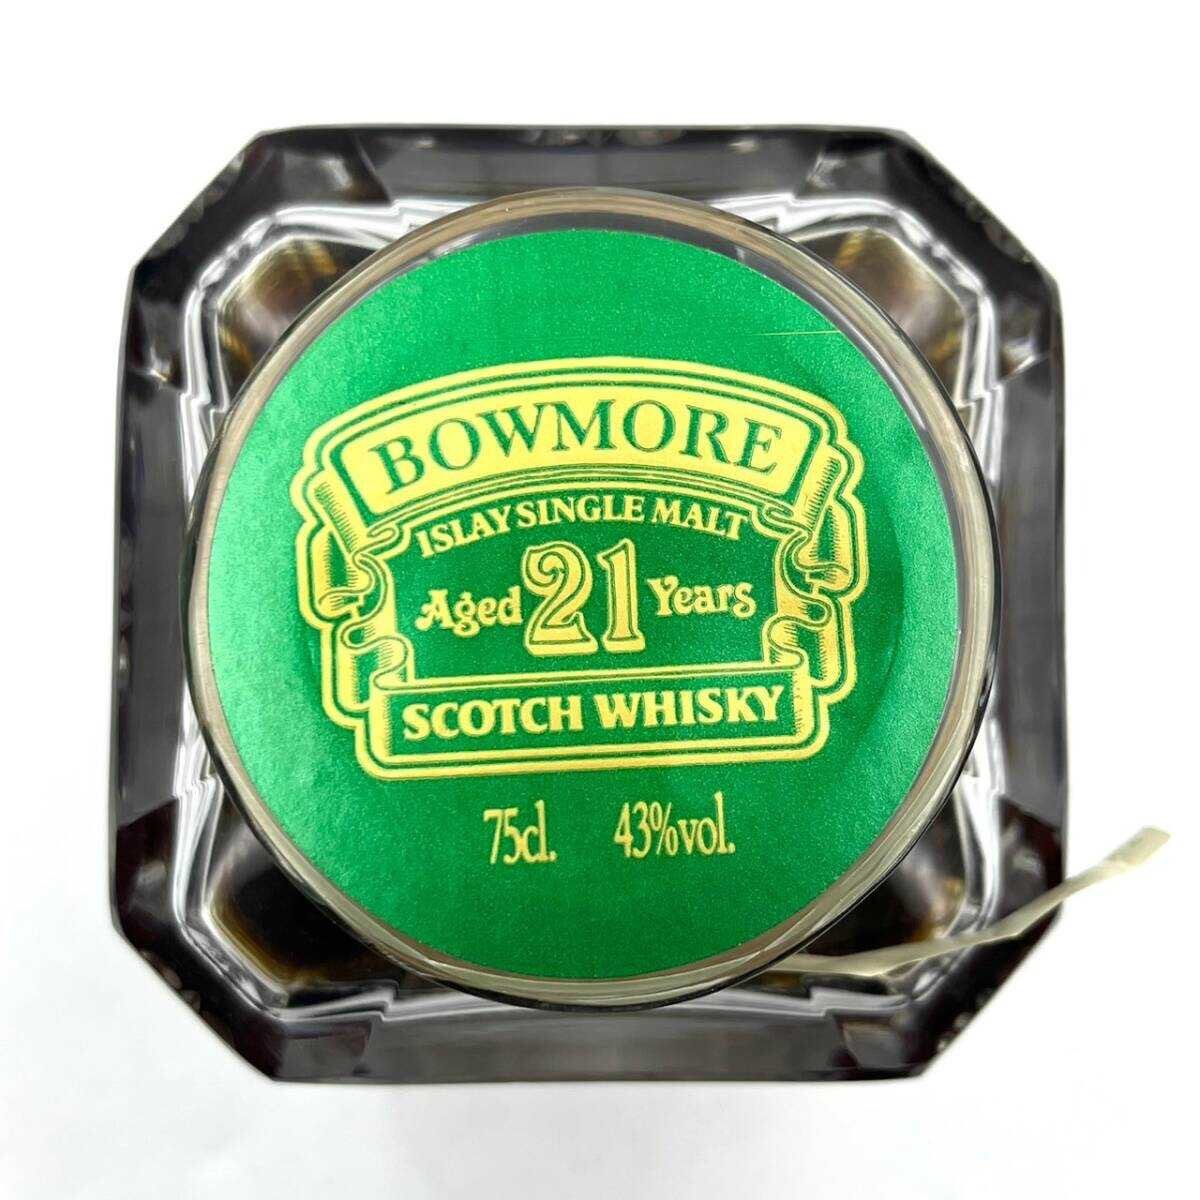 BOWMORE
ISLAY SINGLE MALT
Aged 21 Years
SCOTCH WHISKY
75cl. 43%vol.